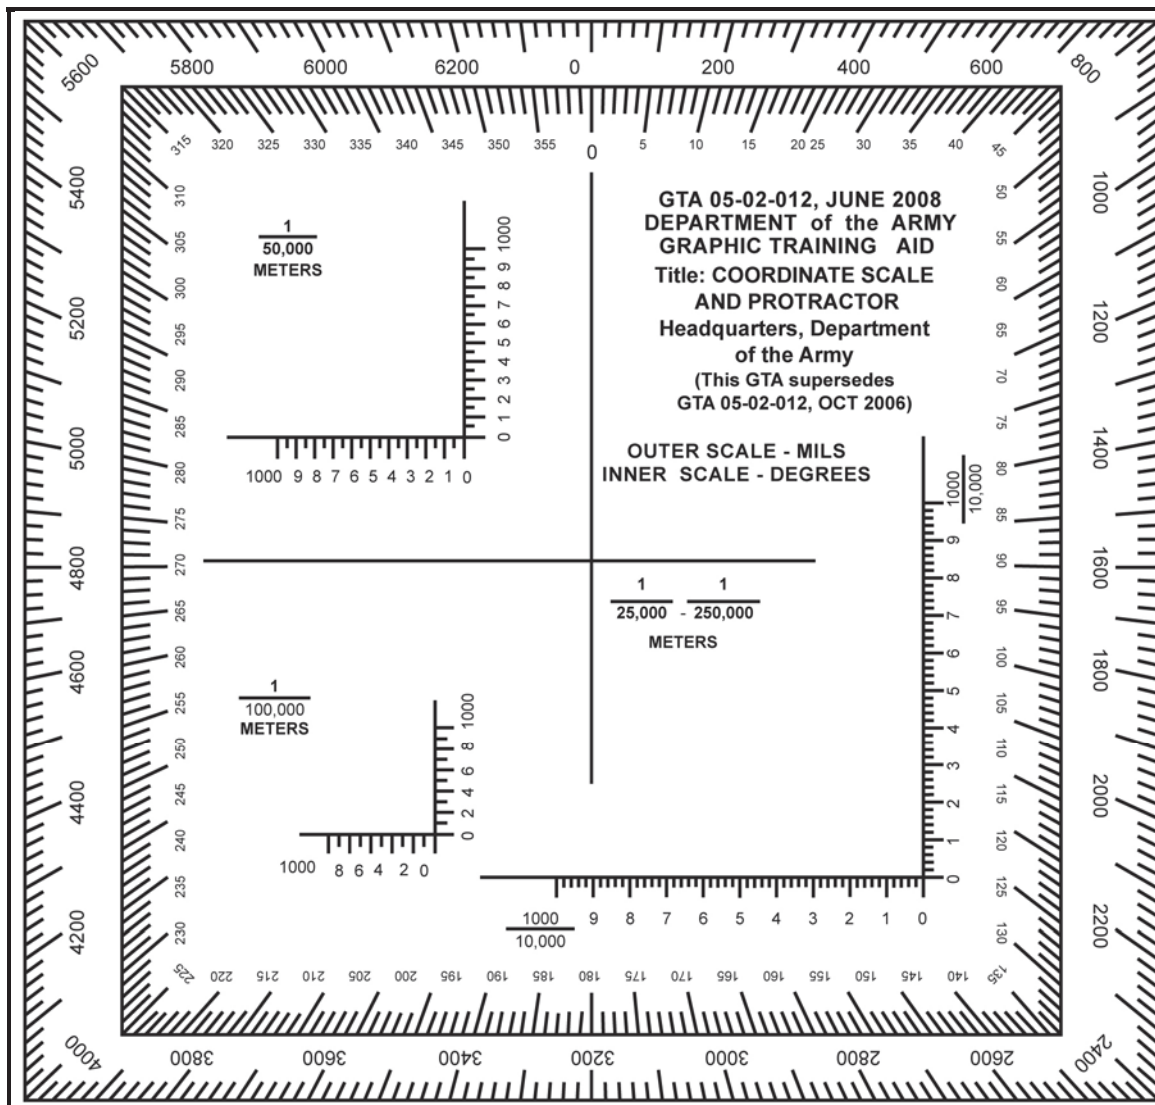 5600 5800 6000 6200 0 200 400 600 800
315 320 325 330 335 340 345 350 355 0 5 10 15 20 25 30 35 40 45
5400 5200 5000 4800 4600 4400 4200
310 305 300 295 290 285 280 275 270 265 260 255 250 245 240 235 230
1
50,000
METERS
1000 9 8 7 6 5 4 3 2 1 0
1000 9 8 7 6 5 4 3 2 1 0
GTA 05-02-012, JUNE 2008
DEPARTMENT of the ARMY
GRAPHIC TRAINING AID
Title: COORDINATE SCALE
AND PROTRACTOR
Headquarters, Department
of the Army
(This GTA supersedes
GTA 05-02-012, OCT 2006)
OUTER SCALE - MILS
INNER SCALE - DEGREES
1 1
25,000 - 250,000
METERS
1000
10,000
9 8 7 6 5 4 3 2 1 0
1
100,000
METERS
1000 8 6 4 2 0
1000 8 6 4 2 0
1000 9 8 7 6 5 4 3 2 1 0
10,000
50 55 60 65 70 75 80 85 90 95 100 105 110 115 120 125 130
1000 1200 1400 1600 1800 2000 2200
225 220 215 210 205 200 195 190 185 180 175 170 165 160 155 150 145 140 135
4000 3800 3600 3400 3200 3000 2800 2600 2400